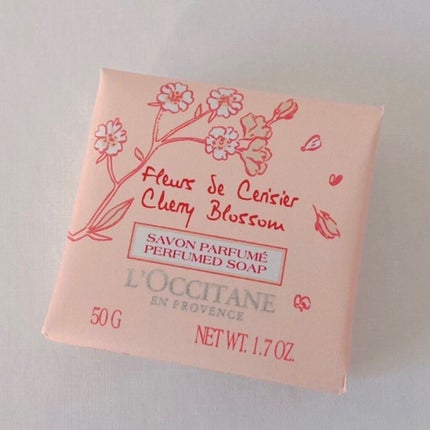 Fleurs de Cerisier
Cherry Blossom
SAVON PARFUMÉ
PERFUMED SOAP
L'OCCITANE
EN PROVENCE
50 G
NET WT. 1.7 OZ.